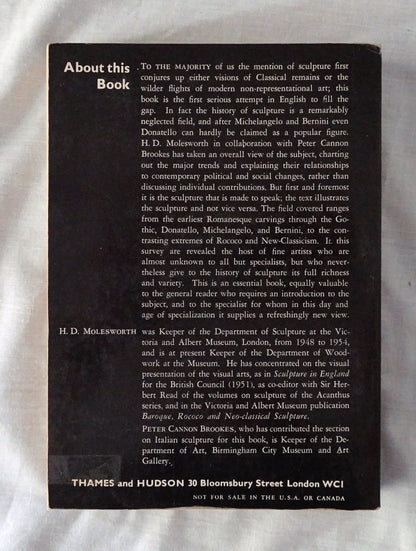 About this
Book
TO THE MAJORITY of us the mention of sculpture first
conjures up either visions of Classical remains or the
wilder flights of modern non-representational art; this
book is the first serious attempt in English to fill the
gap. In fact the history of sculpture is a remarkably
neglected field, and after Michelangelo and Bernini even
Donatello can hardly be claimed as a popular figure.
H. D. Molesworth in collaboration with Peter Cannon
Brookes has taken an overall view of the subject, charting
out the major trends and explaining their relationships
to contemporary political and social changes, rather than
discussing individual contributions. But first and foremost
it is the sculpture that is made to speak; the text illustrates
the sculpture and not vice versa. The field covered ranges
from the earliest Romanesque carvings through the Go-
thic, Donatello, Michelangelo, and Bernini, to the con-
trasting extremes of Rococo and New-Classicism. In this
survey are revealed the host of fine artists who are
almost unknown to all but specialists, but who never-
theless give to the history of sculpture its full richness
and variety. This is an essential book, equally valuable
to the general reader who requires an introduction to the
subject, and to the specialist for whom in this day and
age of specialization it supplies a refreshingly new view.
H. D. MOLESWORTH was Keeper of the Department of Sculpture at the Vic-
toria and Albert Museum, London, from 1948 to 1954,
and is at present Keeper of the Department of Wood-
work at the Museum. He has concentrated on the visual
presentation of the visual arts, as in Sculpture in England
for the British Council (1951), as co-editor with Sir Her-
bert Read of the volumes on sculpture of the Acanthus
series, and in the Victoria and Albert Museum publication
Baroque, Rococo and Neo-classical Sculpture.
PETER CANNON BROOKES, who has contributed the section
on Italian sculpture for this book, is Keeper of the De-
partment of Art, Birmingham City Museum and Art
Gallery.
THAMES and HUDSON 30 Bloomsbury Street London WC1
NOT FOR SALE IN THE U.S.A. OR CANADA